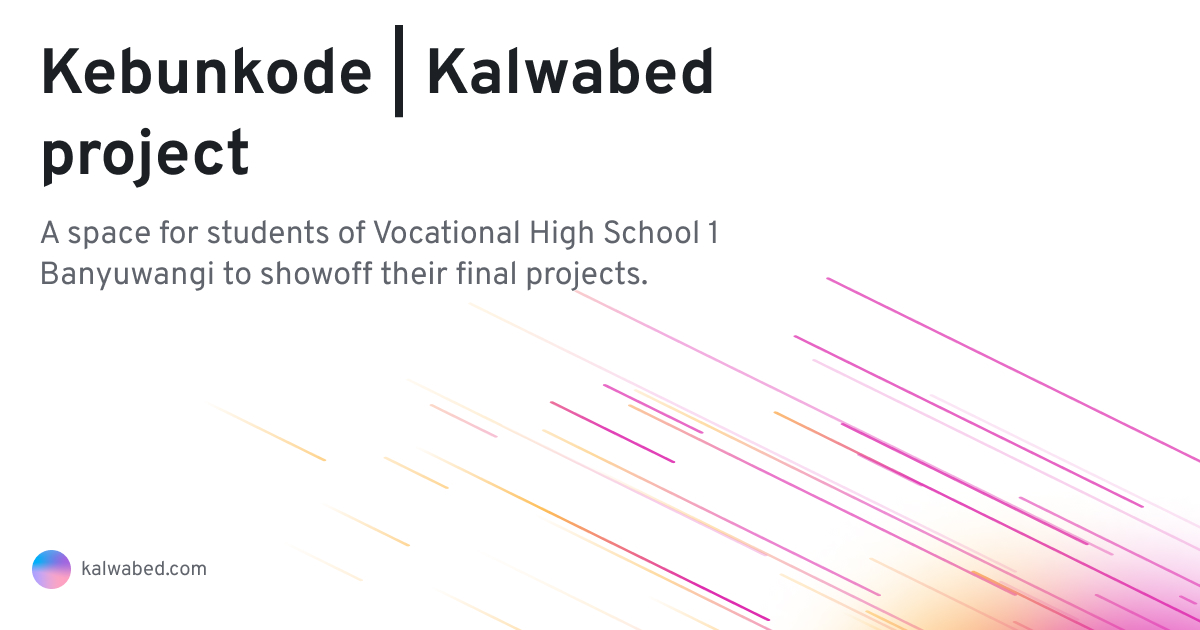 Kebunkode | Kalwabed
project
A space for students of Vocational High School 1
Banyuwangi to showoff their final projects.
kalwabed.com